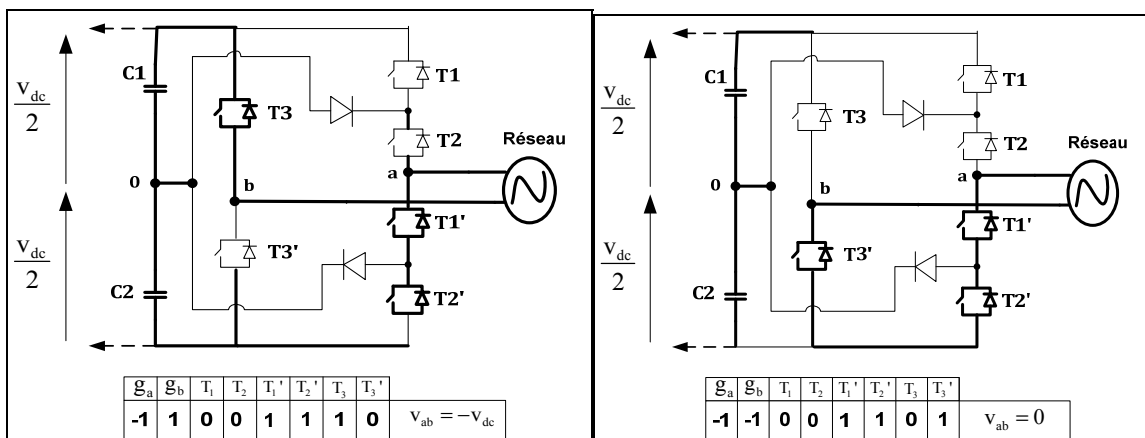 C1
T1
v_dc/2
T3
T2
Réseau
a
0
b
T1'
v_dc/2
T3'
C2
T2'
g_a g_b T_1 T_2 T_1' T_2' T_3 T_3'
-1 1 0 0 1 1 1 0 v_ab = −v_dc
C1
T1
v_dc/2
T3
T2
Réseau
a
0
b
T1'
v_dc/2
T3'
C2
T2'
g_a g_b T_1 T_2 T_1' T_2' T_3 T_3'
-1 -1 0 0 1 1 0 1 v_ab = 0